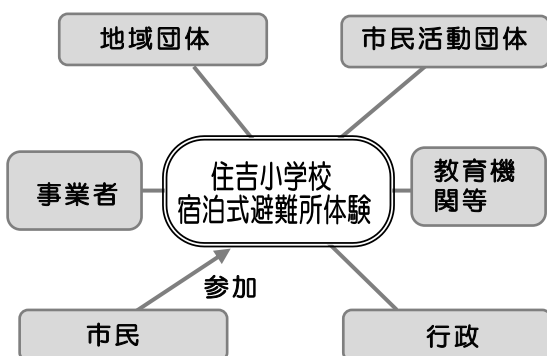 地域団体
市民活動団体
事業者
住吉小学校
宿泊式避難所体験
教育機
関等
参加
市民
行政